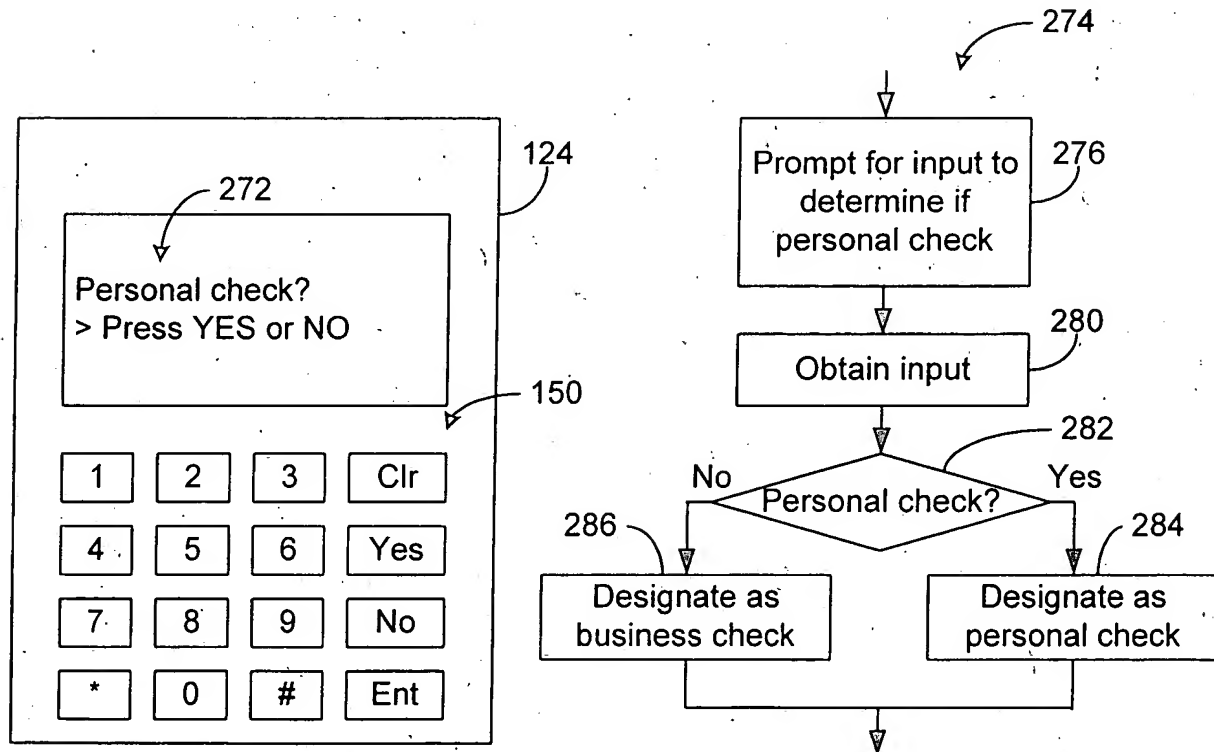 274
124
272
Personal check?
> Press YES or NO
150
1 2 3 Clr
4 5 6 Yes
7 8 9 No
* 0 # Ent
Prompt for input to
determine if
personal check
276
Obtain input
280
282
No
Personal check?
Yes
286
Designate as
business check
284
Designate as
personal check